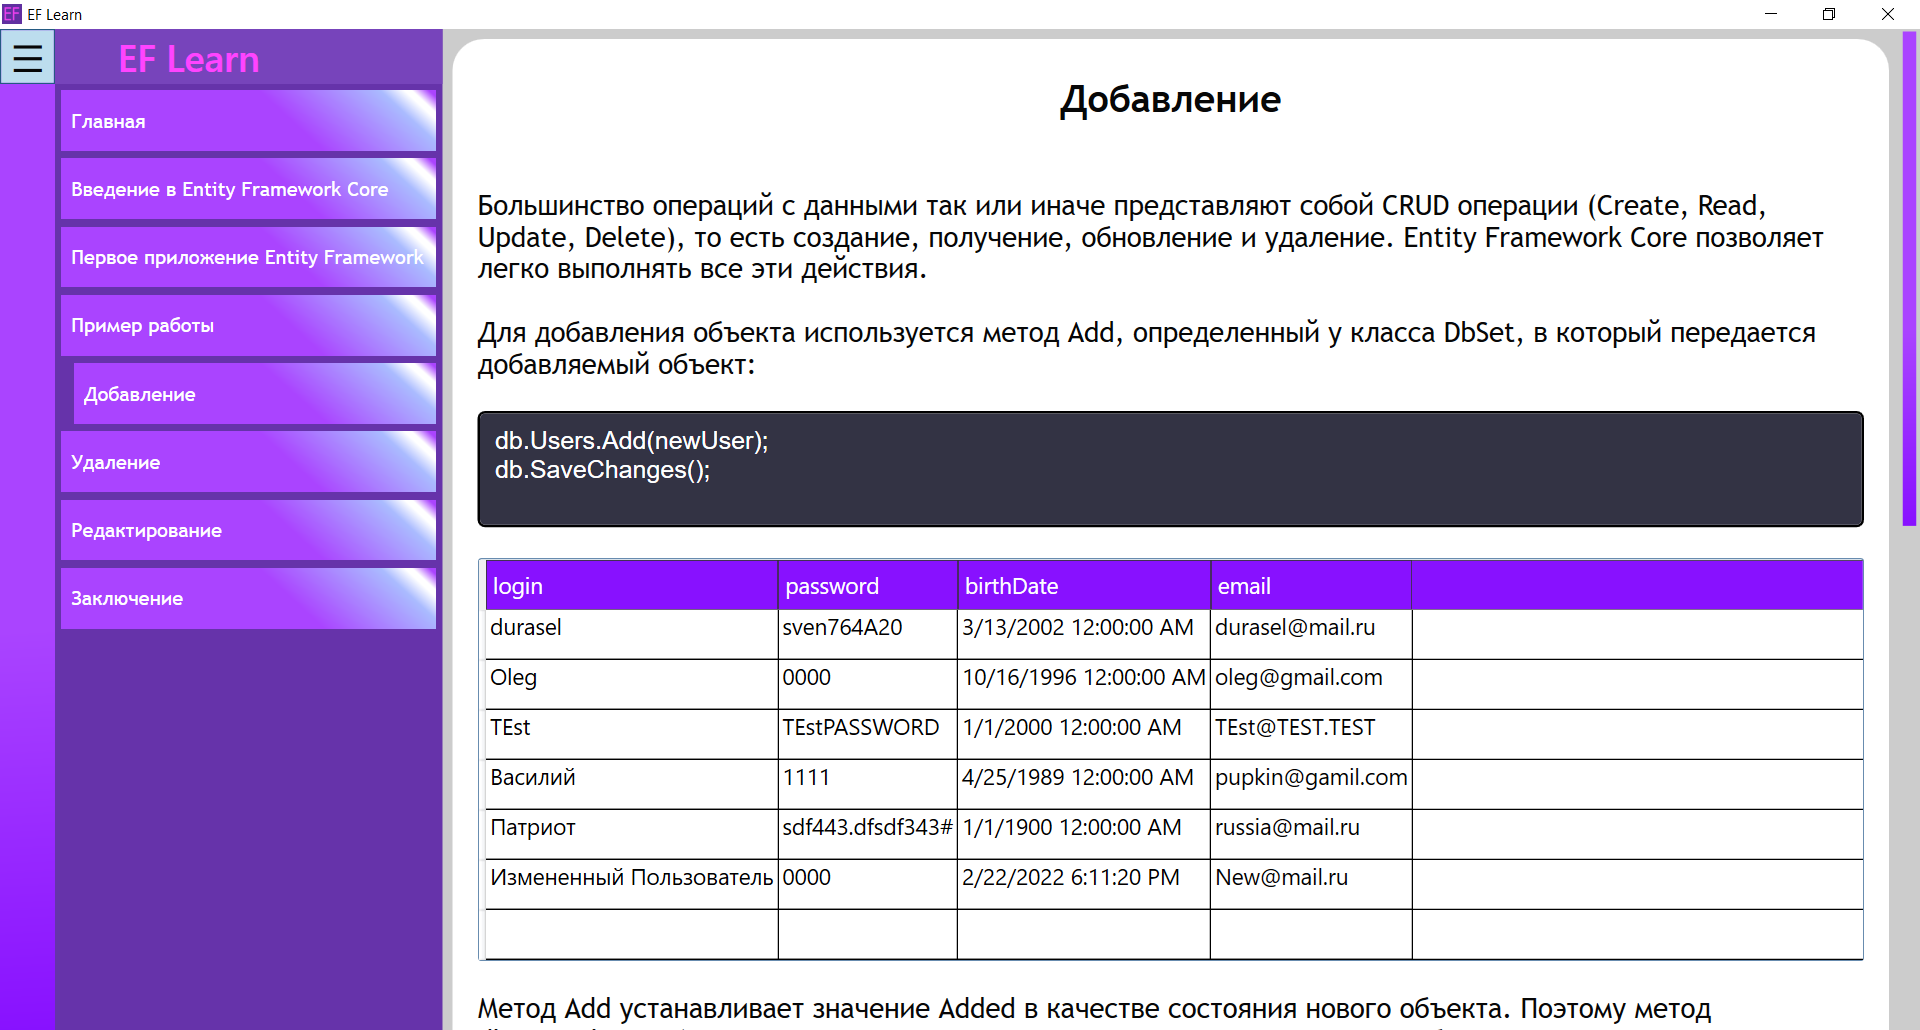 EF EF Learn
EF Learn
Главная
Введение в Entity Framework Core
Первое приложение Entity Framework
Пример работы
Добавление
Удаление
Редактирование
Заключение
Добавление
Большинство операций с данными так или иначе представляют собой CRUD операции (Create, Read,
Update, Delete), то есть создание, получение, обновление и удаление. Entity Framework Core позволяет
легко выполнять все эти действия.
Для добавления объекта используется метод Add, определенный у класса DbSet, в который передается
добавляемый объект:
db.Users.Add(newUser);
db.SaveChanges();
login password birthDate email
durasel sven764A20 3/13/2002 12:00:00 AM durasel@mail.ru
Oleg 0000 10/16/1996 12:00:00 AM oleg@gmail.com
TEst TEstPASSWORD 1/1/2000 12:00:00 AM TEst@TEST.TEST
Василий 1111 4/25/1989 12:00:00 AM pupkin@gamil.com
Патриот sdf443.dfsdf343# 1/1/1900 12:00:00 AM russia@mail.ru
Измененный Пользователь 0000 2/22/2022 6:11:20 PM New@mail.ru
Метод Add устанавливает значение Added в качестве состояния нового объекта. Поэтому метод